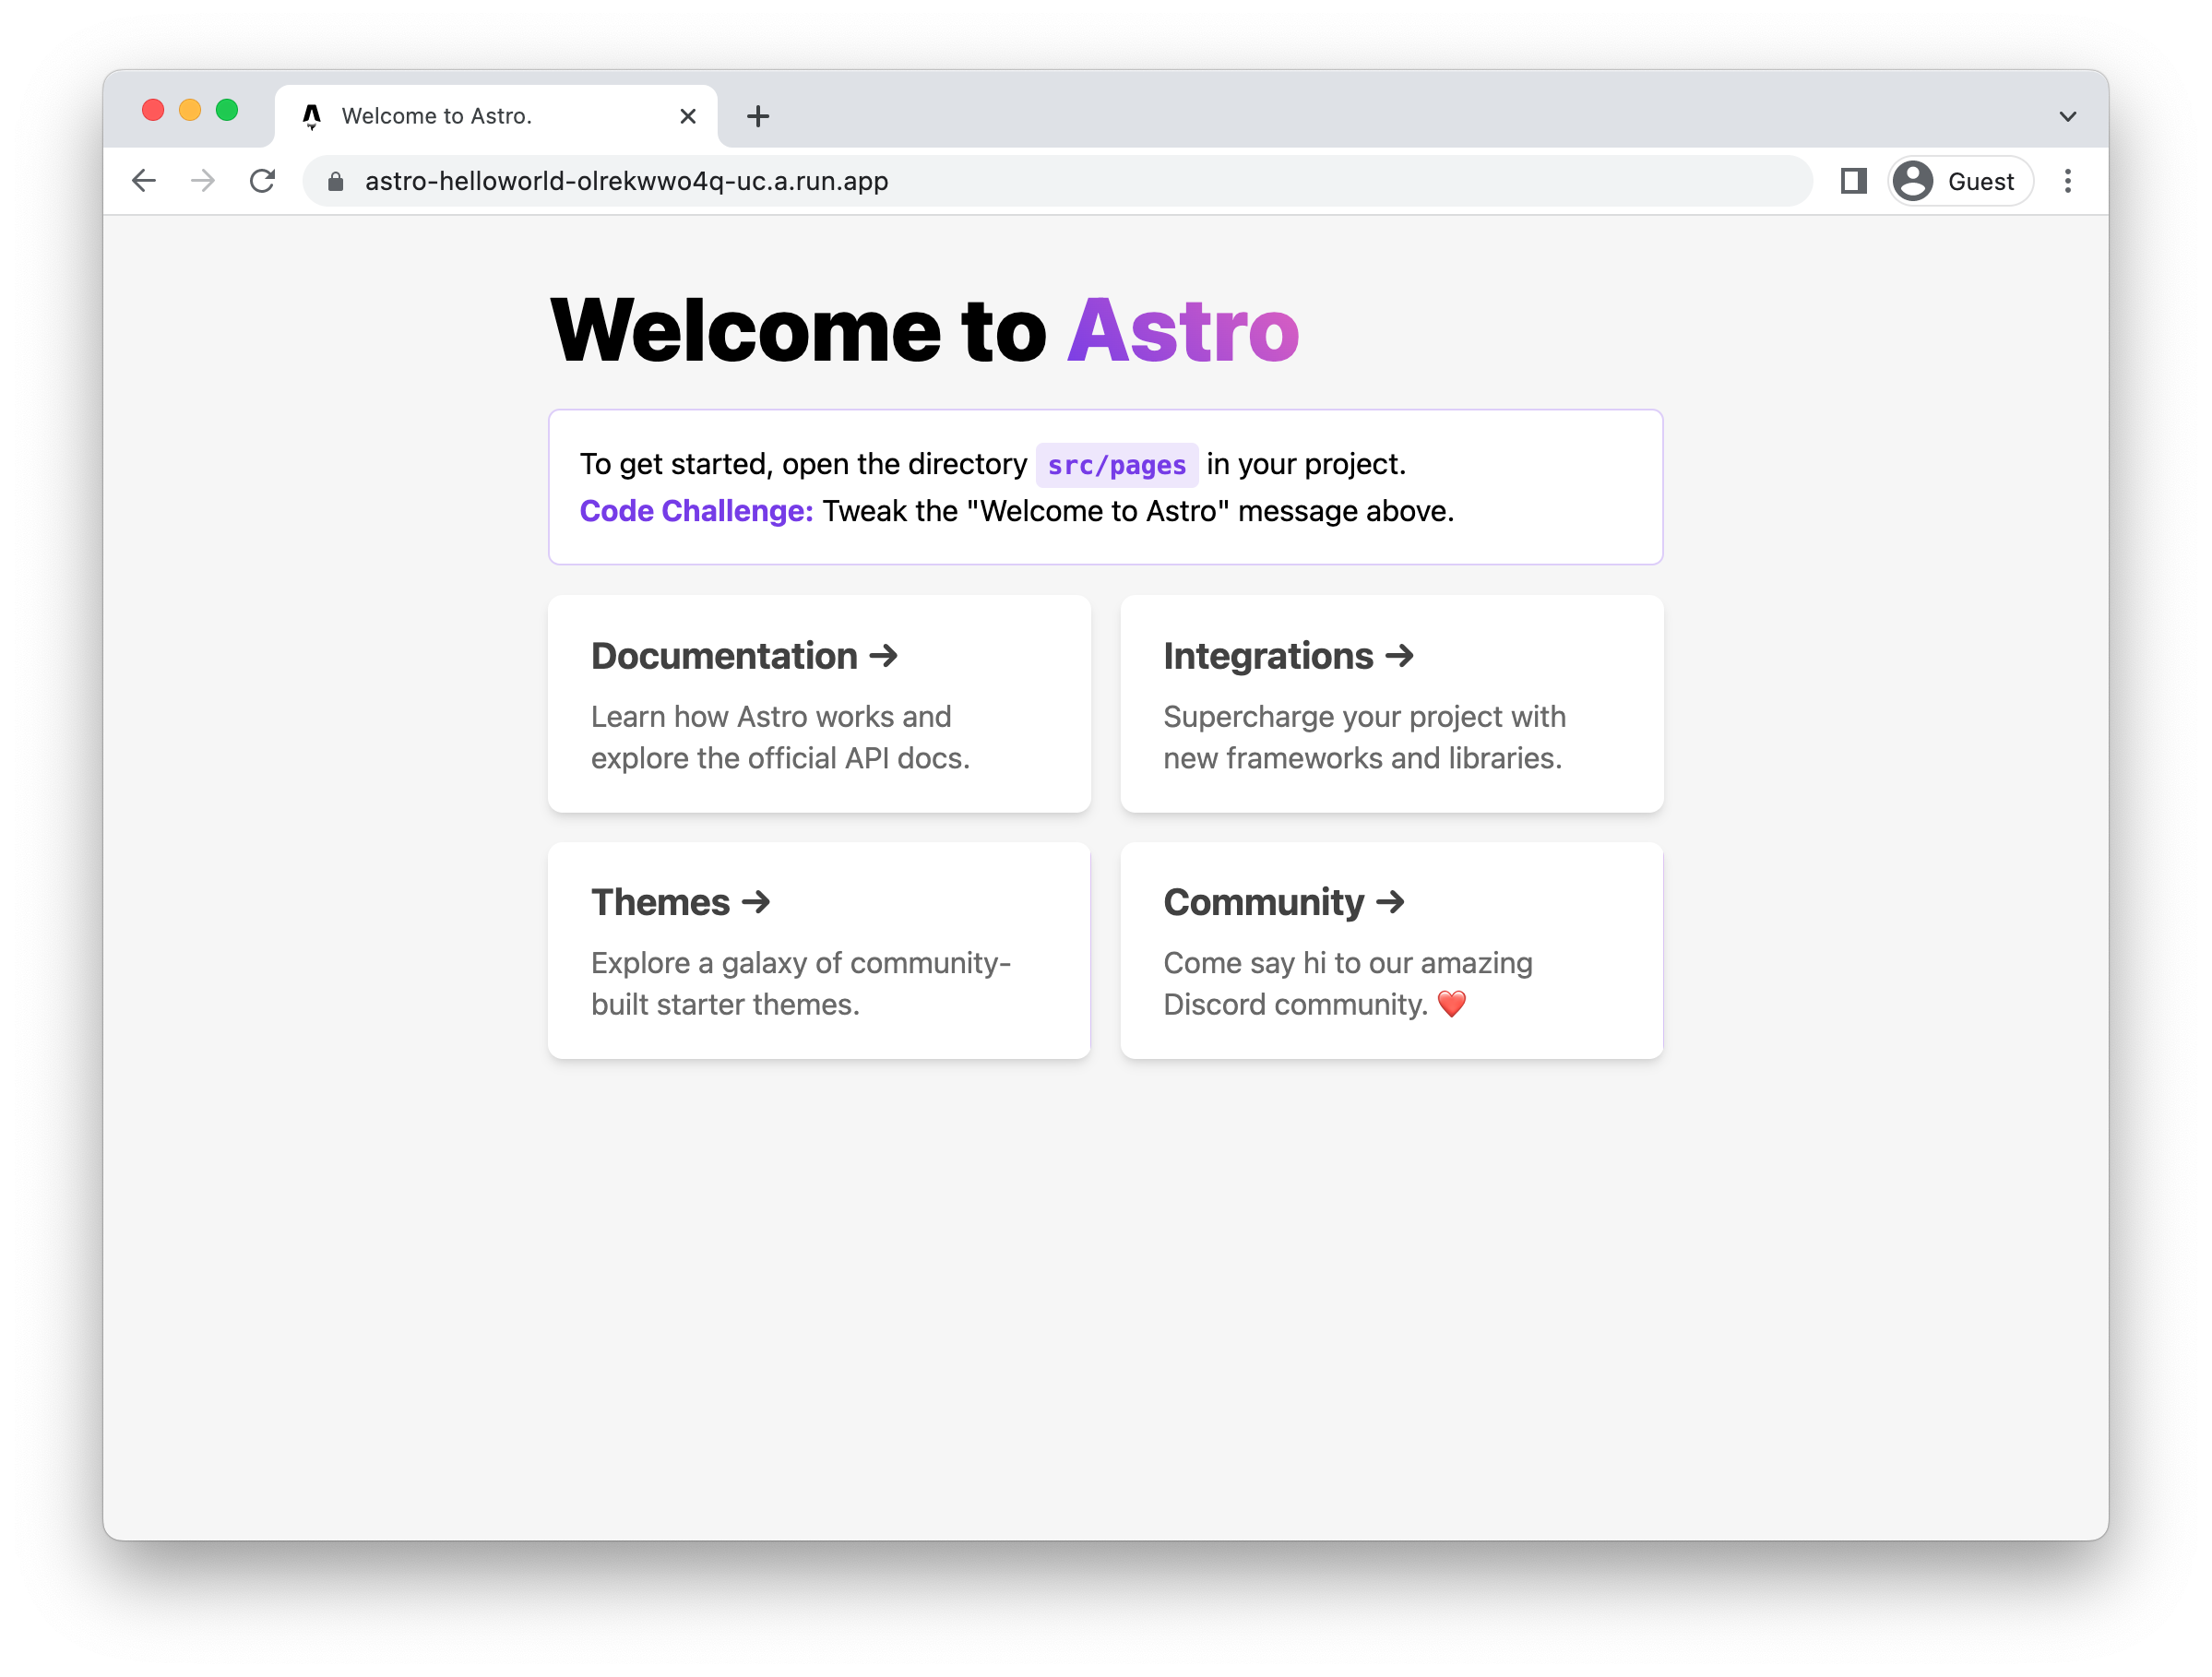 Welcome to Astro.
astro-helloworld-olrekwwo4q-uc.a.run.app
Guest
Welcome to Astro
To get started, open the directory src/pages in your project.
Code Challenge: Tweak the "Welcome to Astro" message above.
Documentation →
Learn how Astro works and
explore the official API docs.
Integrations →
Supercharge your project with
new frameworks and libraries.
Themes →
Explore a galaxy of community-
built starter themes.
Community →
Come say hi to our amazing
Discord community. ❤️